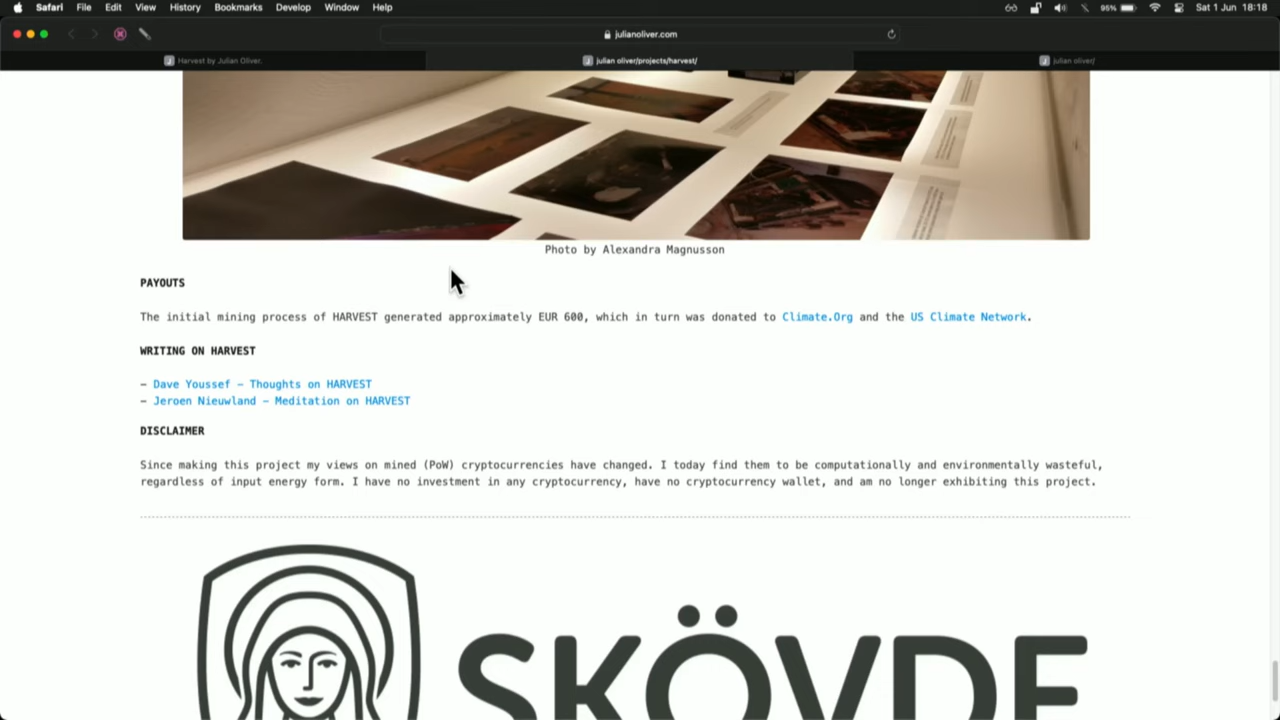 Safari File Edit View History Bookmarks Develop Window Help 95% Sat 1 Jun 18:18
julianoliver.com
Harvest by Julian Oliver. julian oliver/projects/harvest/ julian oliver/
Photo by Alexandra Magnusson
PAYOUTS
The initial mining process of HARVEST generated approximately EUR 600, which in turn was donated to Climate.Org and the US Climate Network.
WRITING ON HARVEST
– Dave Youssef – Thoughts on HARVEST
– Jeroen Nieuwland – Meditation on HARVEST
DISCLAIMER
Since making this project my views on mined (PoW) cryptocurrencies have changed. I today find them to be computationally and environmentally wasteful,
regardless of input energy form. I have no investment in any cryptocurrency, have no cryptocurrency wallet, and am no longer exhibiting this project.
SKÖVDE